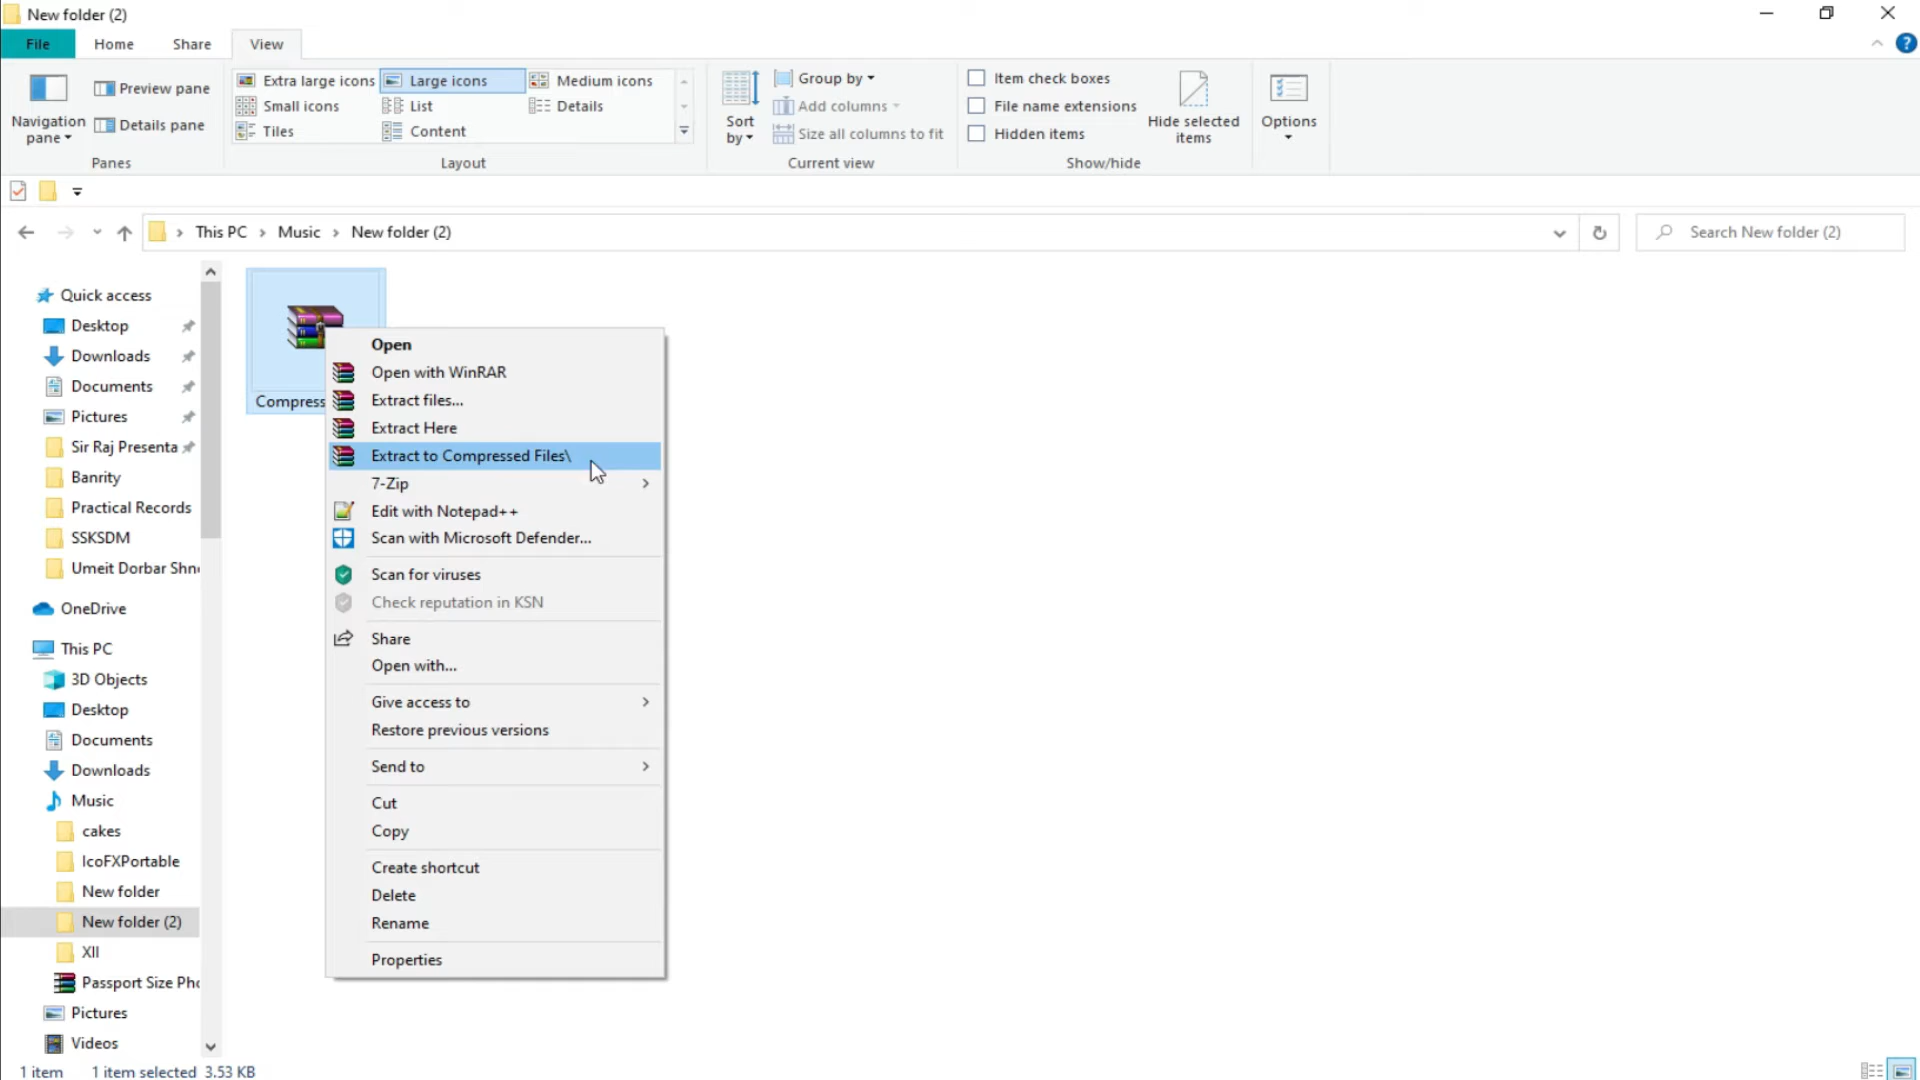 New folder (2)
File Home Share View
Navigation pane
Preview pane
Details pane
Panes
Extra large icons Large icons Medium icons
Small icons List Details
Tiles Content
Layout
Sort by
Group by
Add columns
Size all columns to fit
Current view
Item check boxes
File name extensions
Hidden items
Hide selected items
Show/hide
Options
This PC > Music > New folder (2)
Search New folder (2)
Quick access
Desktop
Downloads
Documents
Pictures
Sir Raj Presenta
Banrity
Practical Records
SSKSDM
Umeit Dorbar Shn
OneDrive
This PC
3D Objects
Desktop
Documents
Downloads
Music
cakes
IcoFXPortable
New folder
New folder (2)
XII
Passport Size Pho
Pictures
Videos
Compress
Open
Open with WinRAR
Extract files...
Extract Here
Extract to Compressed Files\
7-Zip
Edit with Notepad++
Scan with Microsoft Defender...
Scan for viruses
Check reputation in KSN
Share
Open with...
Give access to
Restore previous versions
Send to
Cut
Copy
Create shortcut
Delete
Rename
Properties
1 item 1 item selected 3.53 KB